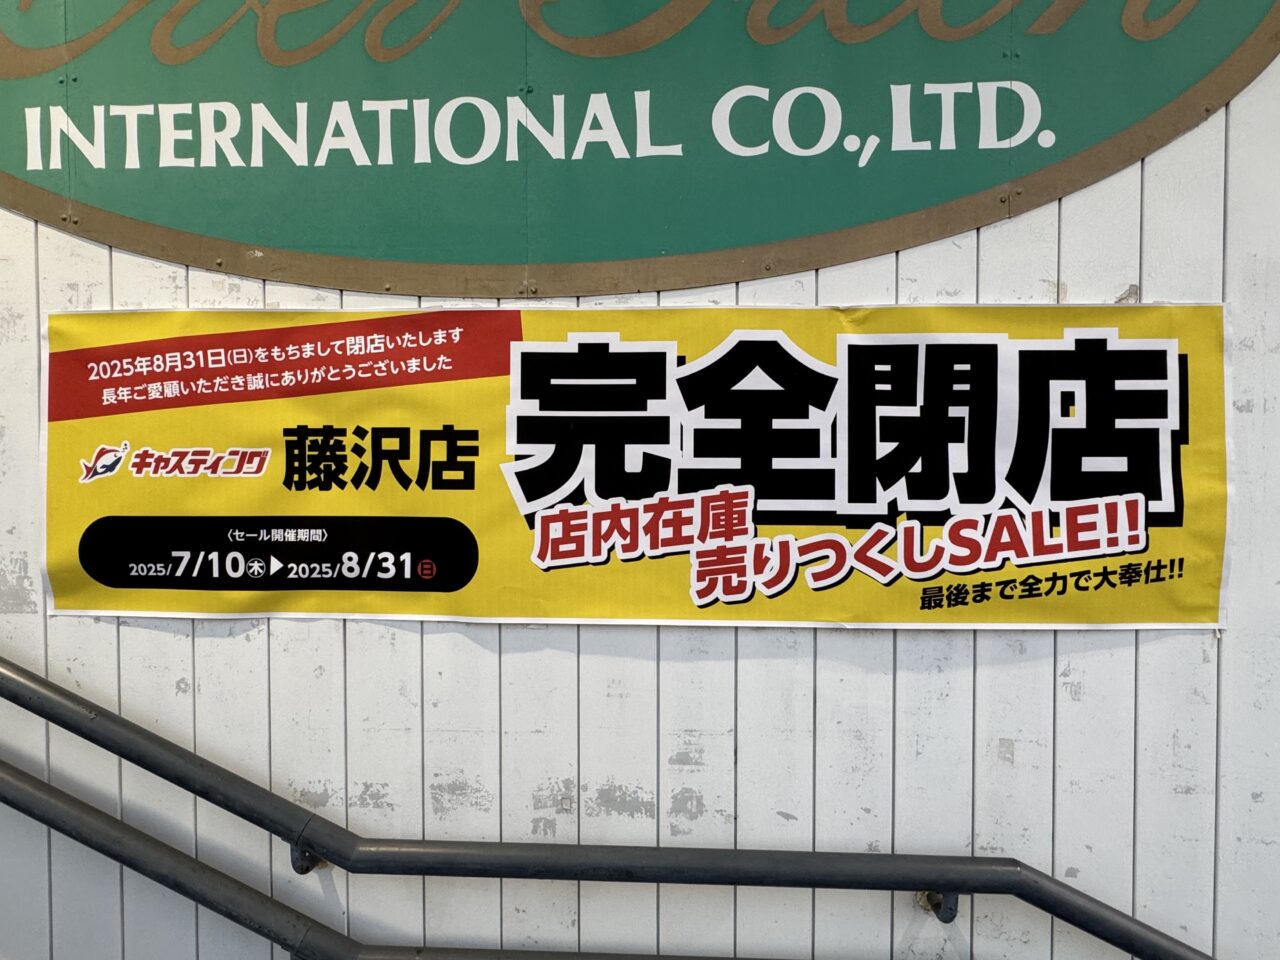 INTERNATIONAL CO.,LTD.
2025年8月31日(日)をもちまして閉店いたします
長年ご愛顧いただき誠にありがとうございました
キャスティング 藤沢店
〈セール開催期間〉
2025/7/10木▶2025/8/31日
完全閉店
店内在庫
売りつくしSALE!!
最後まで全力で大奉仕!!